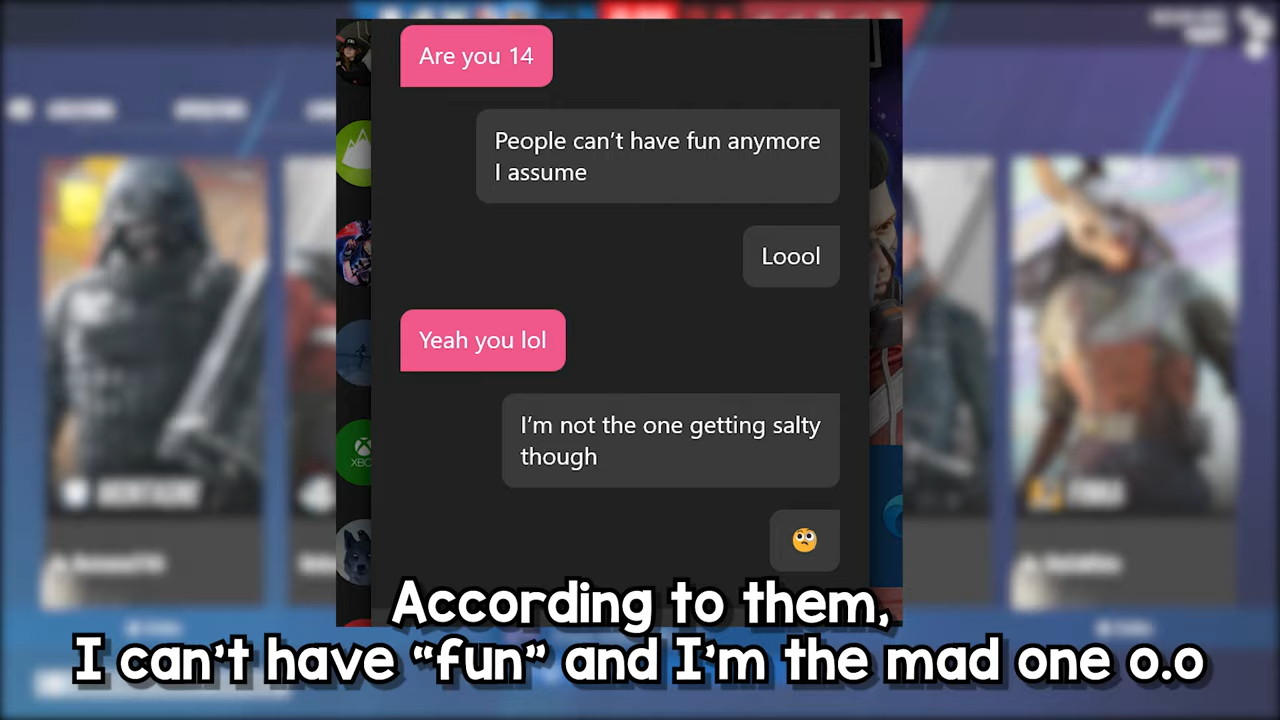 Are you 14
People can't have fun anymore
I assume
Loool
Yeah you lol
I'm not the one getting salty
though
XBO
According to them,
I can't have "fun" and I'm the mad one o.o